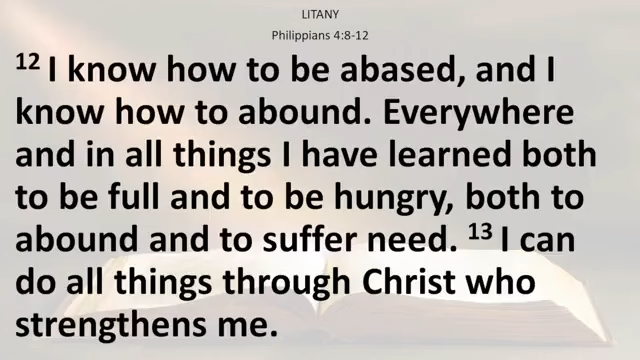 LITANY
Philippians 4:8-12
12 I know how to be abased, and I
know how to abound. Everywhere
and in all things I have learned both
to be full and to be hungry, both to
abound and to suffer need. 13 I can
do all things through Christ who
strengthens me.